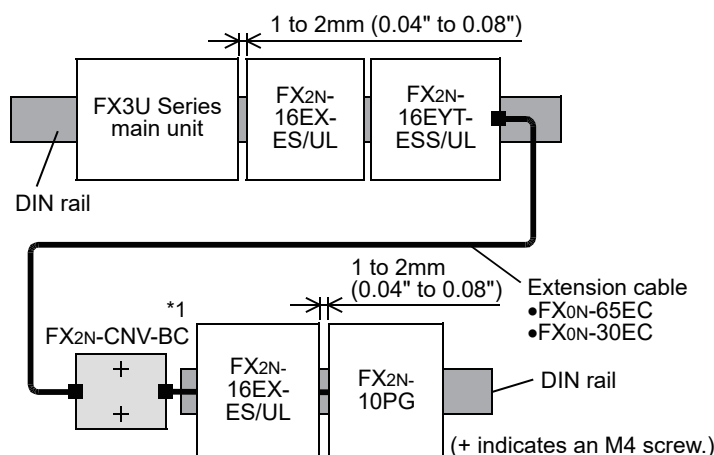 1 to 2mm (0.04" to 0.08")
FX3U Series
main unit
FX2N-
16EX-
ES/UL
FX2N-
16EYT-
ESS/UL
DIN rail
1 to 2mm
(0.04" to 0.08")
Extension cable
•FX0N-65EC
•FX0N-30EC
*1
FX2N-CNV-BC
FX2N-
16EX-
ES/UL
FX2N-
10PG
DIN rail
(+ indicates an M4 screw.)